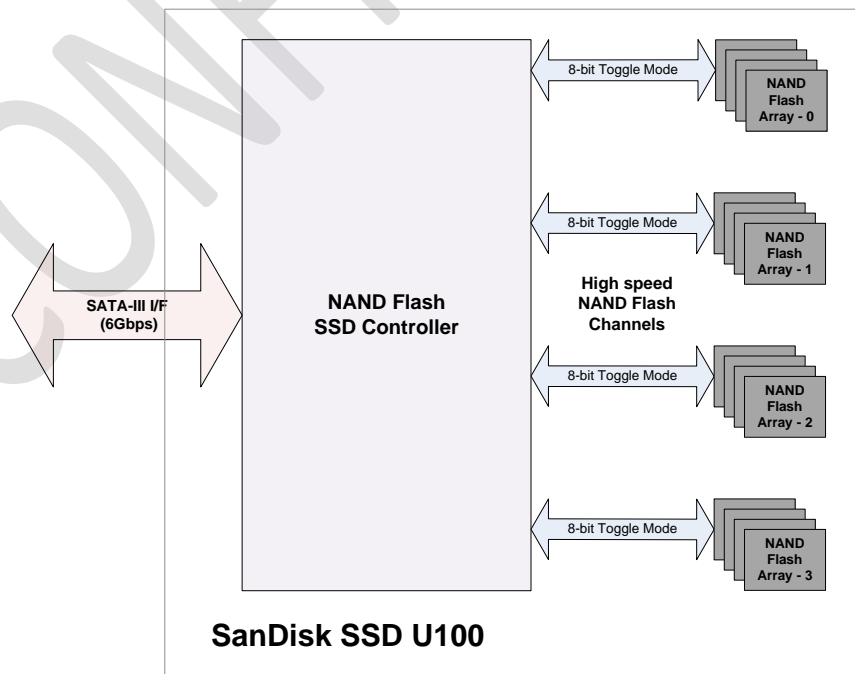 8-bit Toggle Mode
NAND
Flash
Array - 0
8-bit Toggle Mode
NAND
Flash
Array - 1
High speed
NAND Flash
Channels
SATA-III I/F
(6Gbps)
NAND Flash
SSD Controller
8-bit Toggle Mode
NAND
Flash
Array - 2
8-bit Toggle Mode
NAND
Flash
Array - 3
SanDisk SSD U100